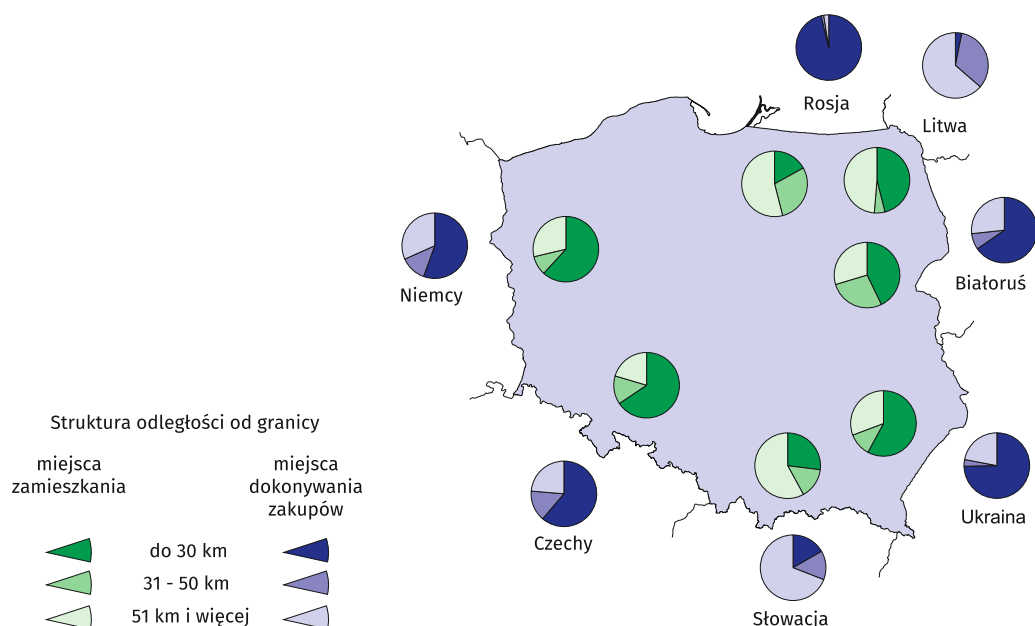 Rosja
Litwa
Białoruś
Niemcy
Struktura odległości od granicy
miejsca
zamieszkania
miejsca
dokonywania
zakupów
do 30 km
31 - 50 km
51 km i więcej
Czechy
Ukraina
Słowacja